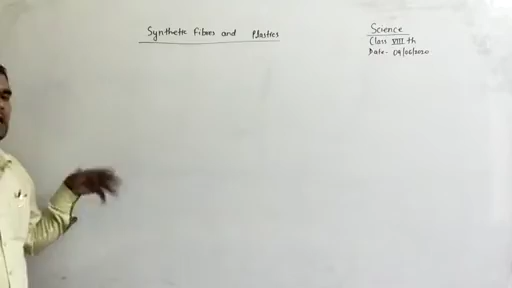 Synthetic Fibres and Plastics
Science
Class VIII th
Date- 04/06/2020